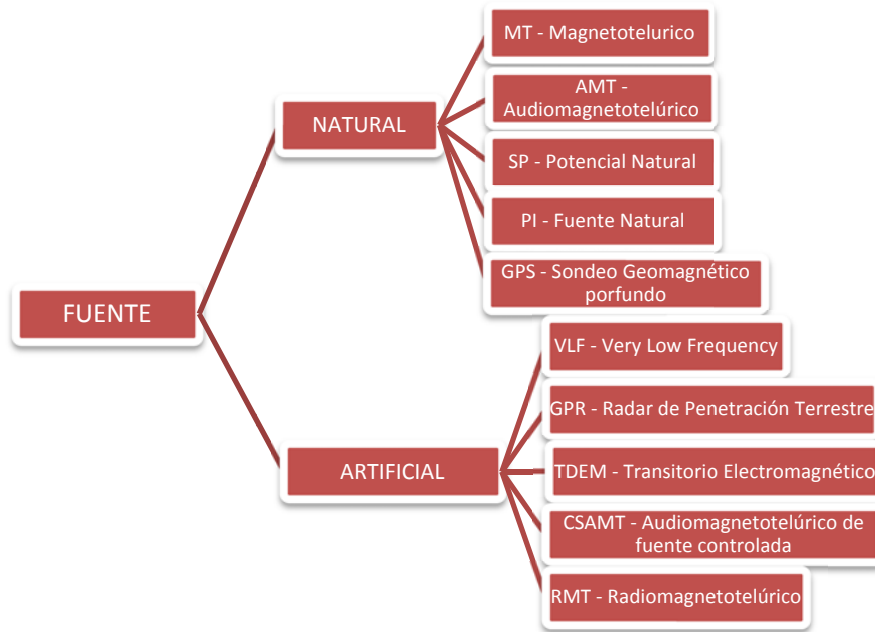 FUENTE
NATURAL
MT - Magnetotelurico
AMT -
Audiomagnetotelúrico
SP - Potencial Natural
PI - Fuente Natural
GPS - Sondeo Geomagnético
porfundo
ARTIFICIAL
VLF - Very Low Frequency
GPR - Radar de Penetración Terrestre
TDEM - Transitorio Electromagnético
CSAMT - Audiomagnetotelúrico de
fuente controlada
RMT - Radiomagnetotelúrico